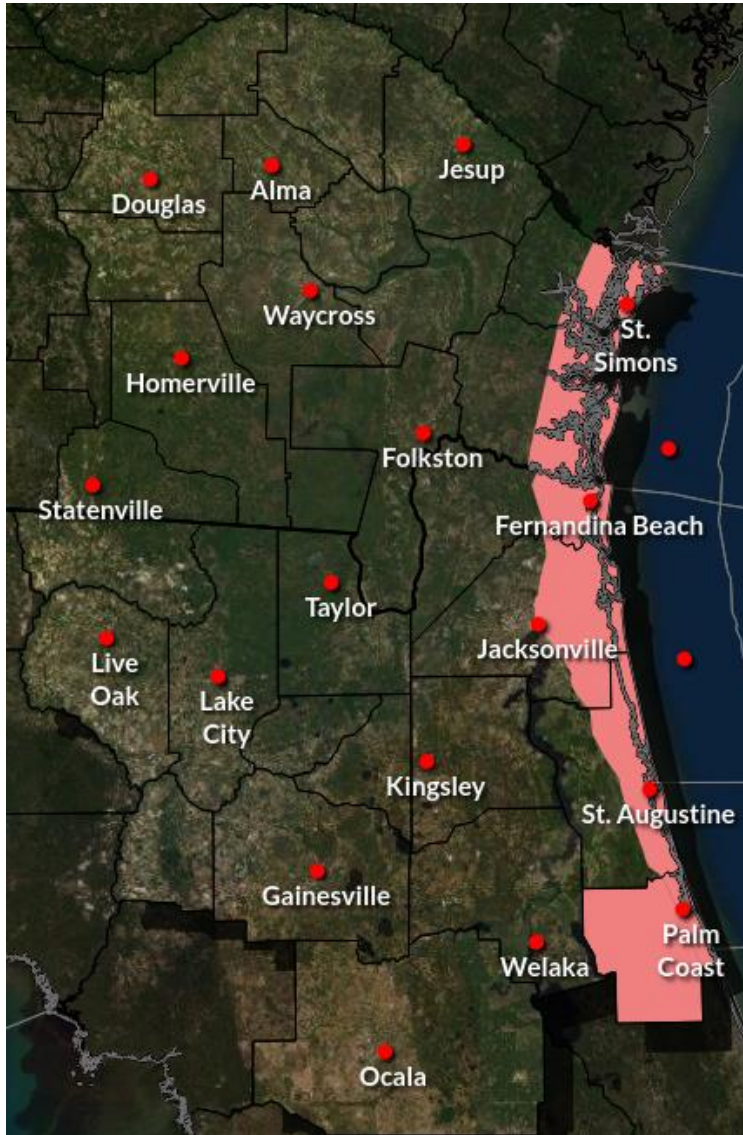 Jesup
Alma
Douglas
Waycross
St.
Simons
Homerville
Folkston
Statenville
Fernandina Beach
Taylor
Jacksonville
Live
Oak
Lake
City
Kingsley
St. Augustine
Gainesville
Palm
Coast
Welaka
Ocala